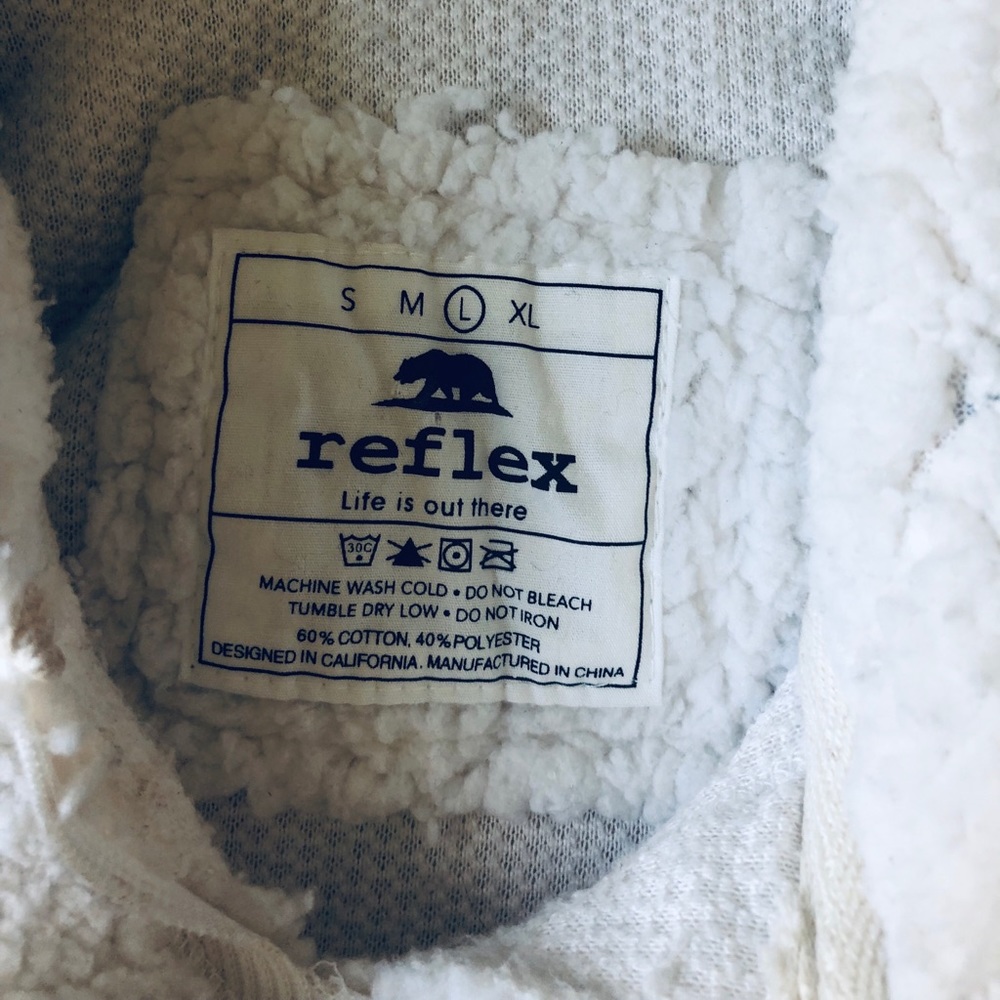 S M L XL
reflex
Life is out there
30C
MACHINE WASH COLD • DO NOT BLEACH
TUMBLE DRY LOW • DO NOT IRON
60% COTTON, 40% POLYESTER
DESIGNED IN CALIFORNIA. MANUFACTURED IN CHINA